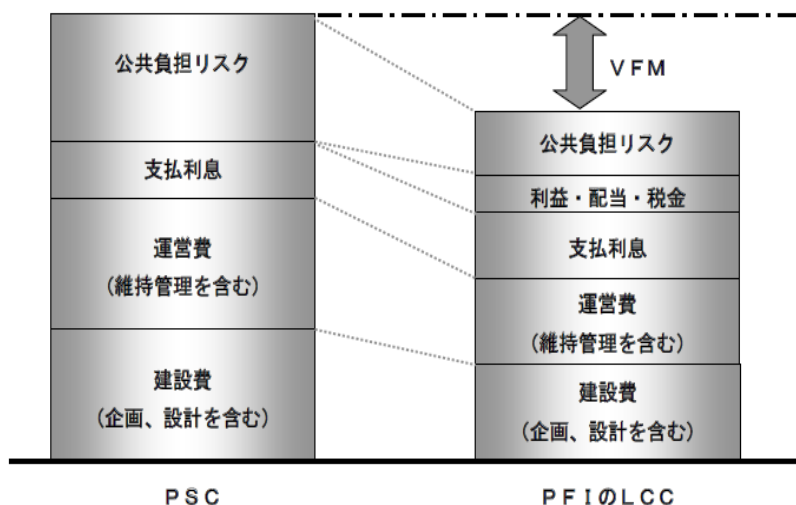 公共負担リスク
支払利息
運営費
（維持管理を含む）
建設費
（企画、設計を含む）
ＰＳＣ
ＶＦＭ
公共負担リスク
利益・配当・税金
支払利息
運営費
（維持管理を含む）
建設費
（企画、設計を含む）
ＰＦＩのＬＣＣ